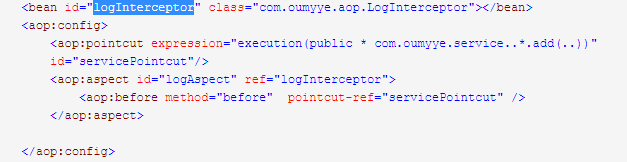 <bean id="logInterceptor" class="com.oumyye.aop.LogInterceptor"></bean>
<aop:config>
<aop:pointcut expression="execution(public * com.oumyye.service..*.add(..))"
id="servicePointcut"/>
<aop:aspect id="logAspect" ref="logInterceptor">
<aop:before method="before"  pointcut-ref="servicePointcut" />
</aop:aspect>
</aop:config>